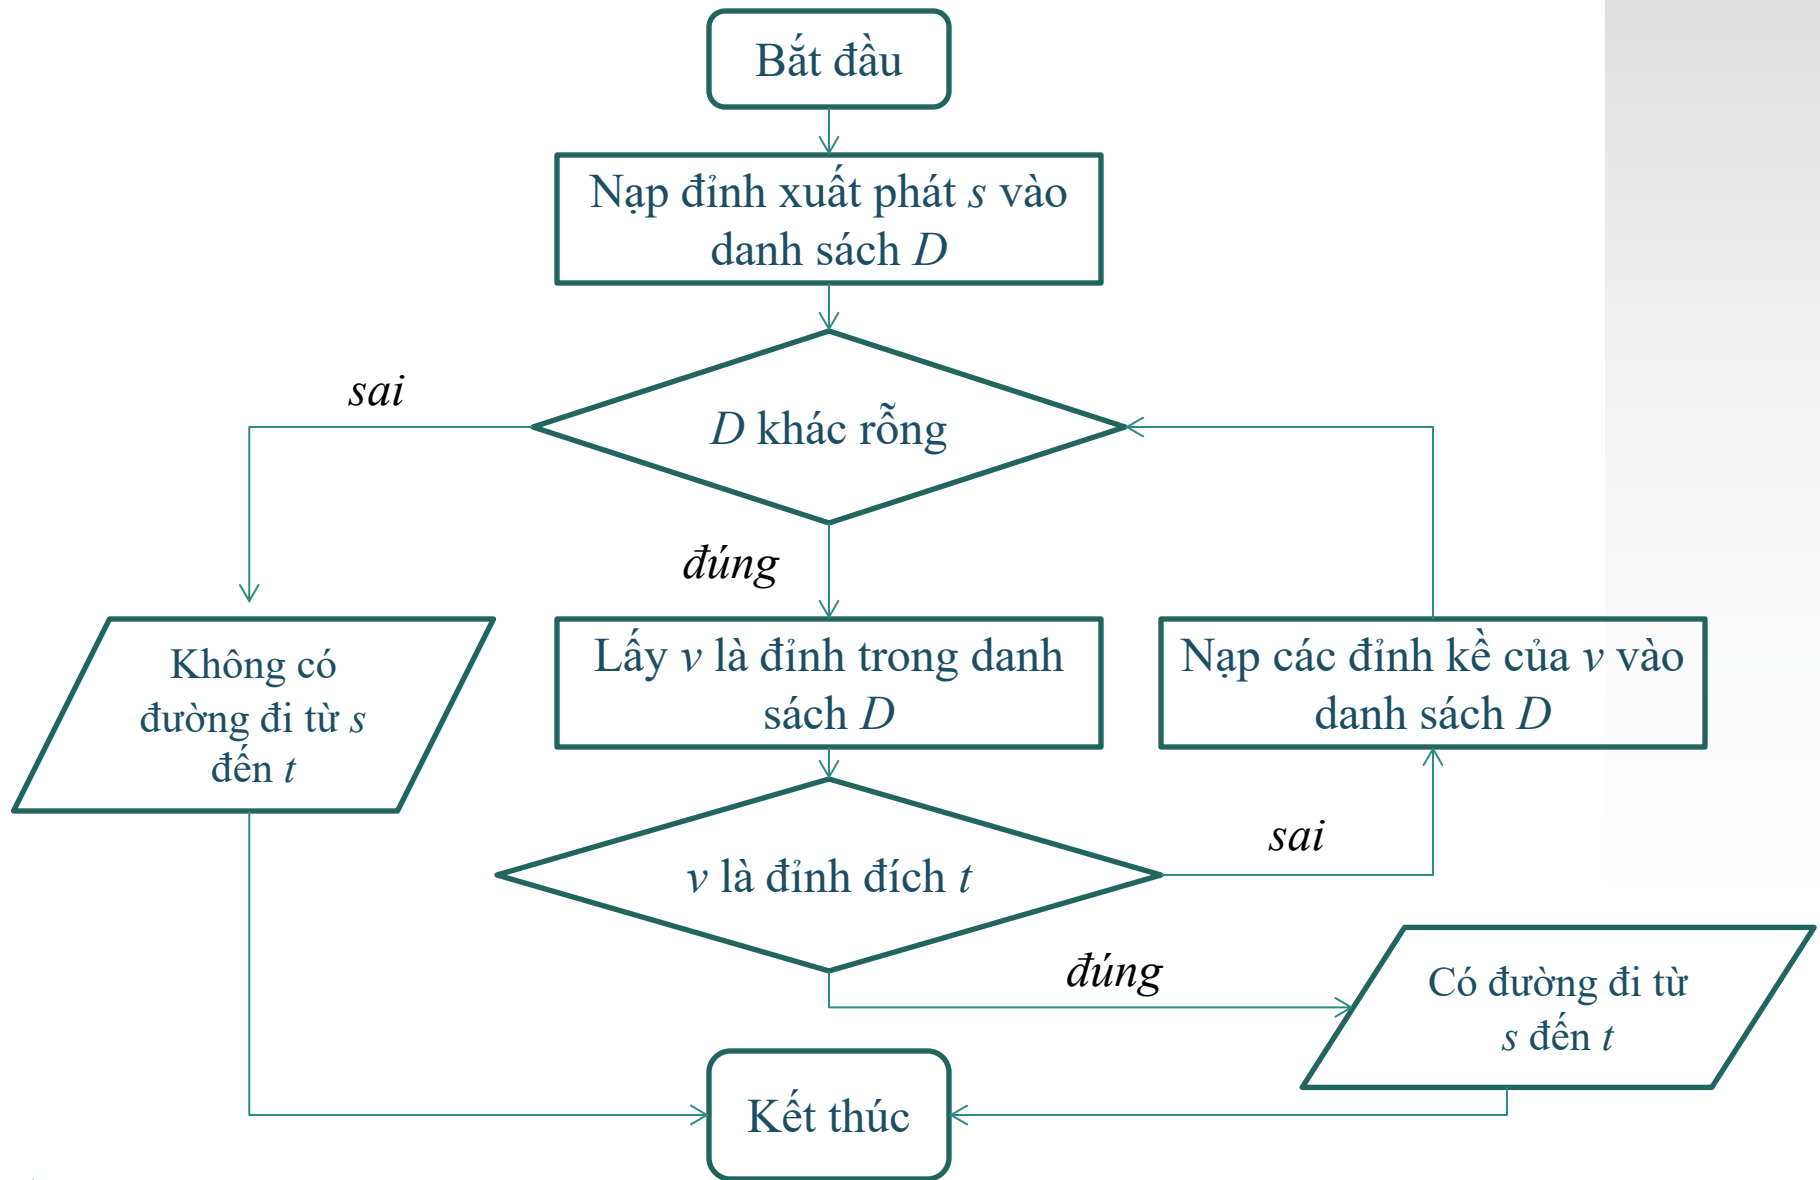 Bắt đầu
Nạp đỉnh xuất phát s vào
danh sách D
sai
D khác rỗng
đúng
Không có
đường đi từ s
đến t
Lấy v là đỉnh trong danh
sách D
Nạp các đỉnh kề của v vào
danh sách D
sai
v là đỉnh đích t
đúng
Có đường đi từ
s đến t
Kết thúc